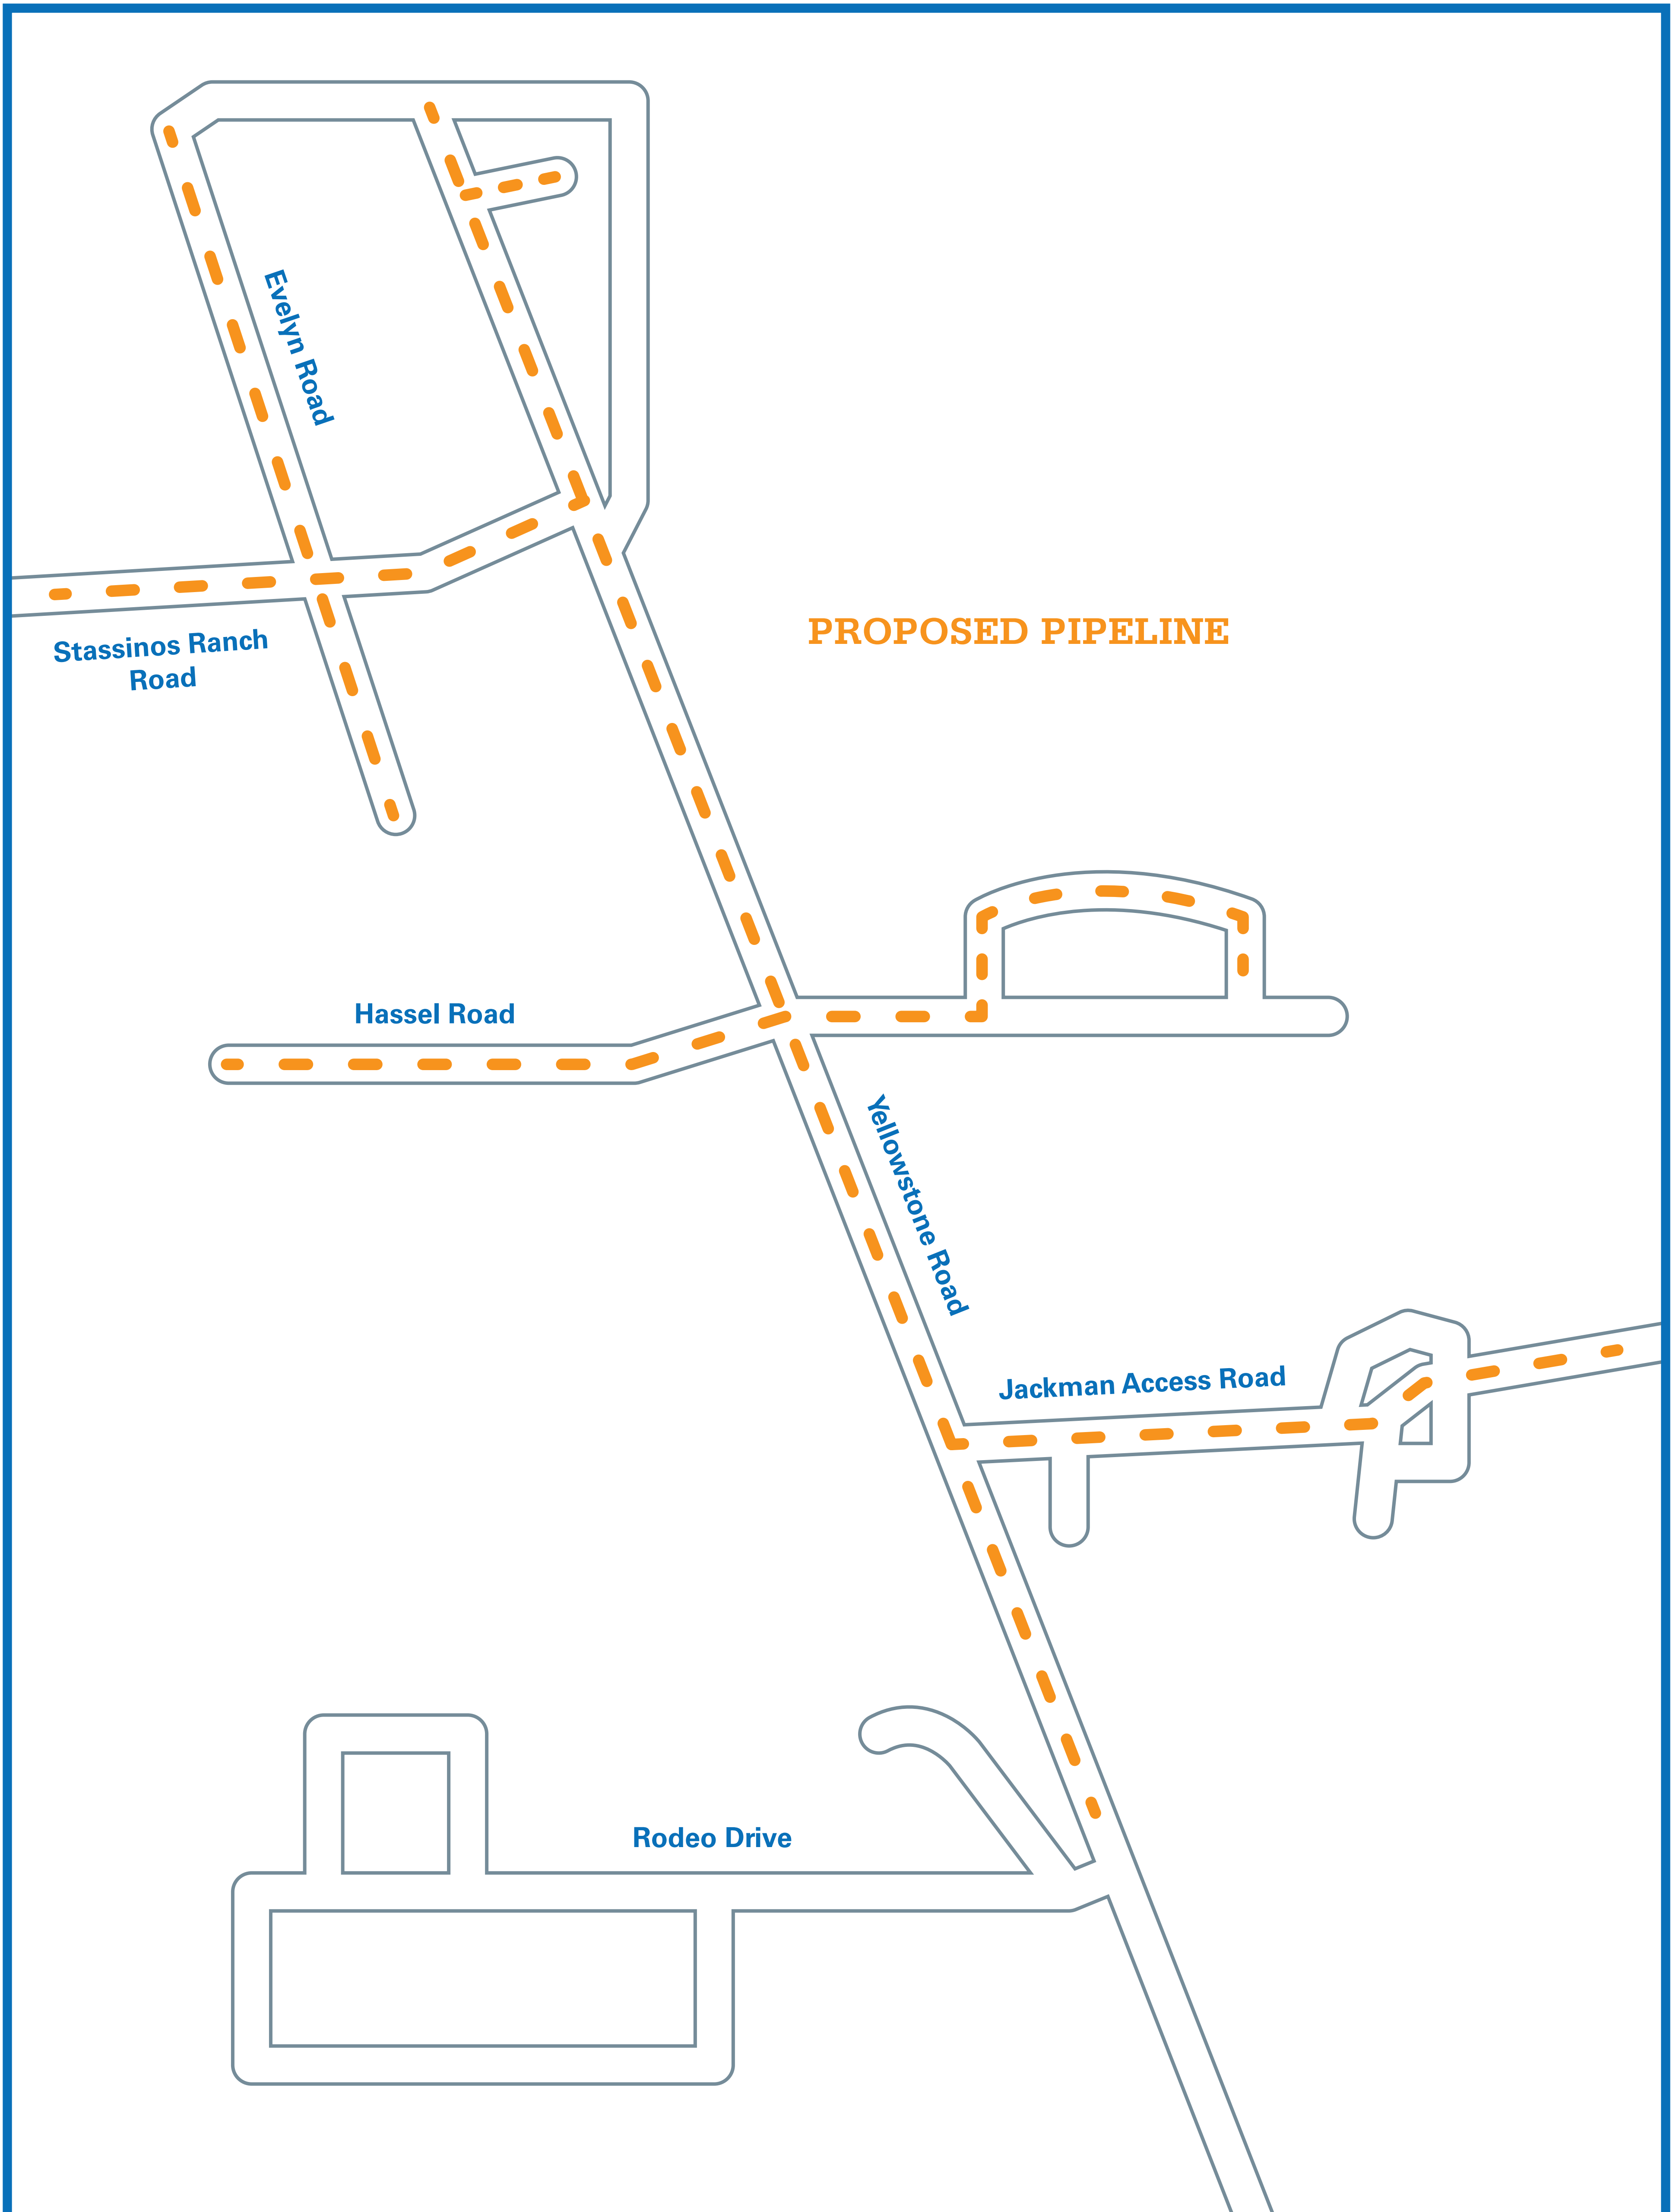 Evelyn Road
PROPOSED PIPELINE
Stassinos Ranch
Road
Hassel Road
Yellowstone Road
Jackman Access Road
Rodeo Drive